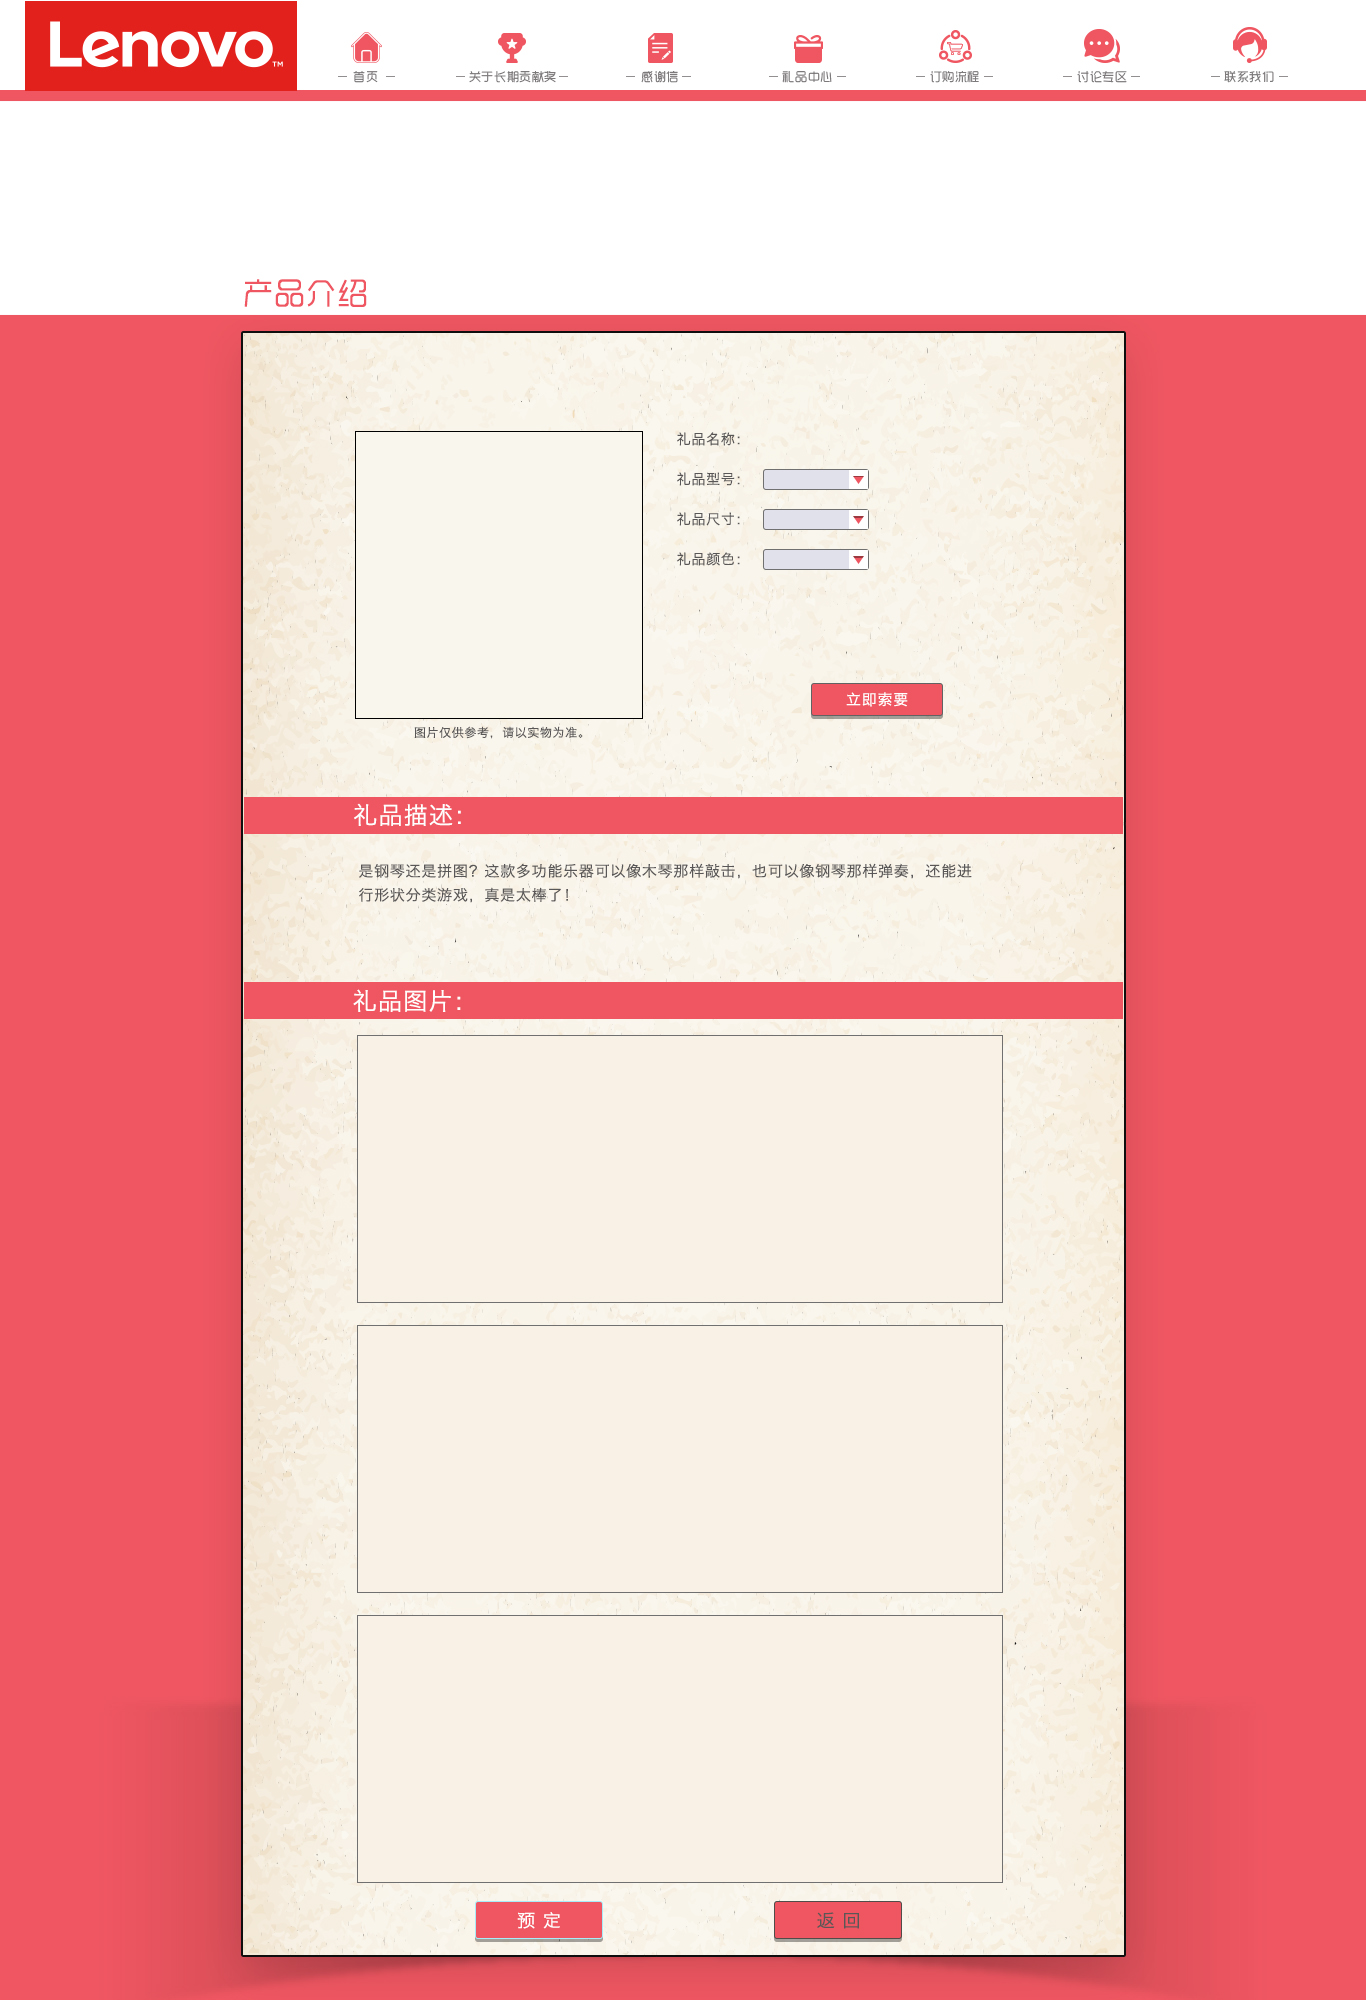 Lenovo™
首页
关于长期贡献奖
感谢信
礼品中心
订购流程
讨论专区
联系我们
产品介绍
礼品名称：
礼品型号：
礼品尺寸：
礼品颜色：
立即索要
图片仅供参考，请以实物为准。
礼品描述：
是钢琴还是拼图？这款多功能乐器可以像木琴那样敲击，也可以像钢琴那样弹奏，还能进
行形状分类游戏，真是太棒了！
礼品图片：
预 定
返 回